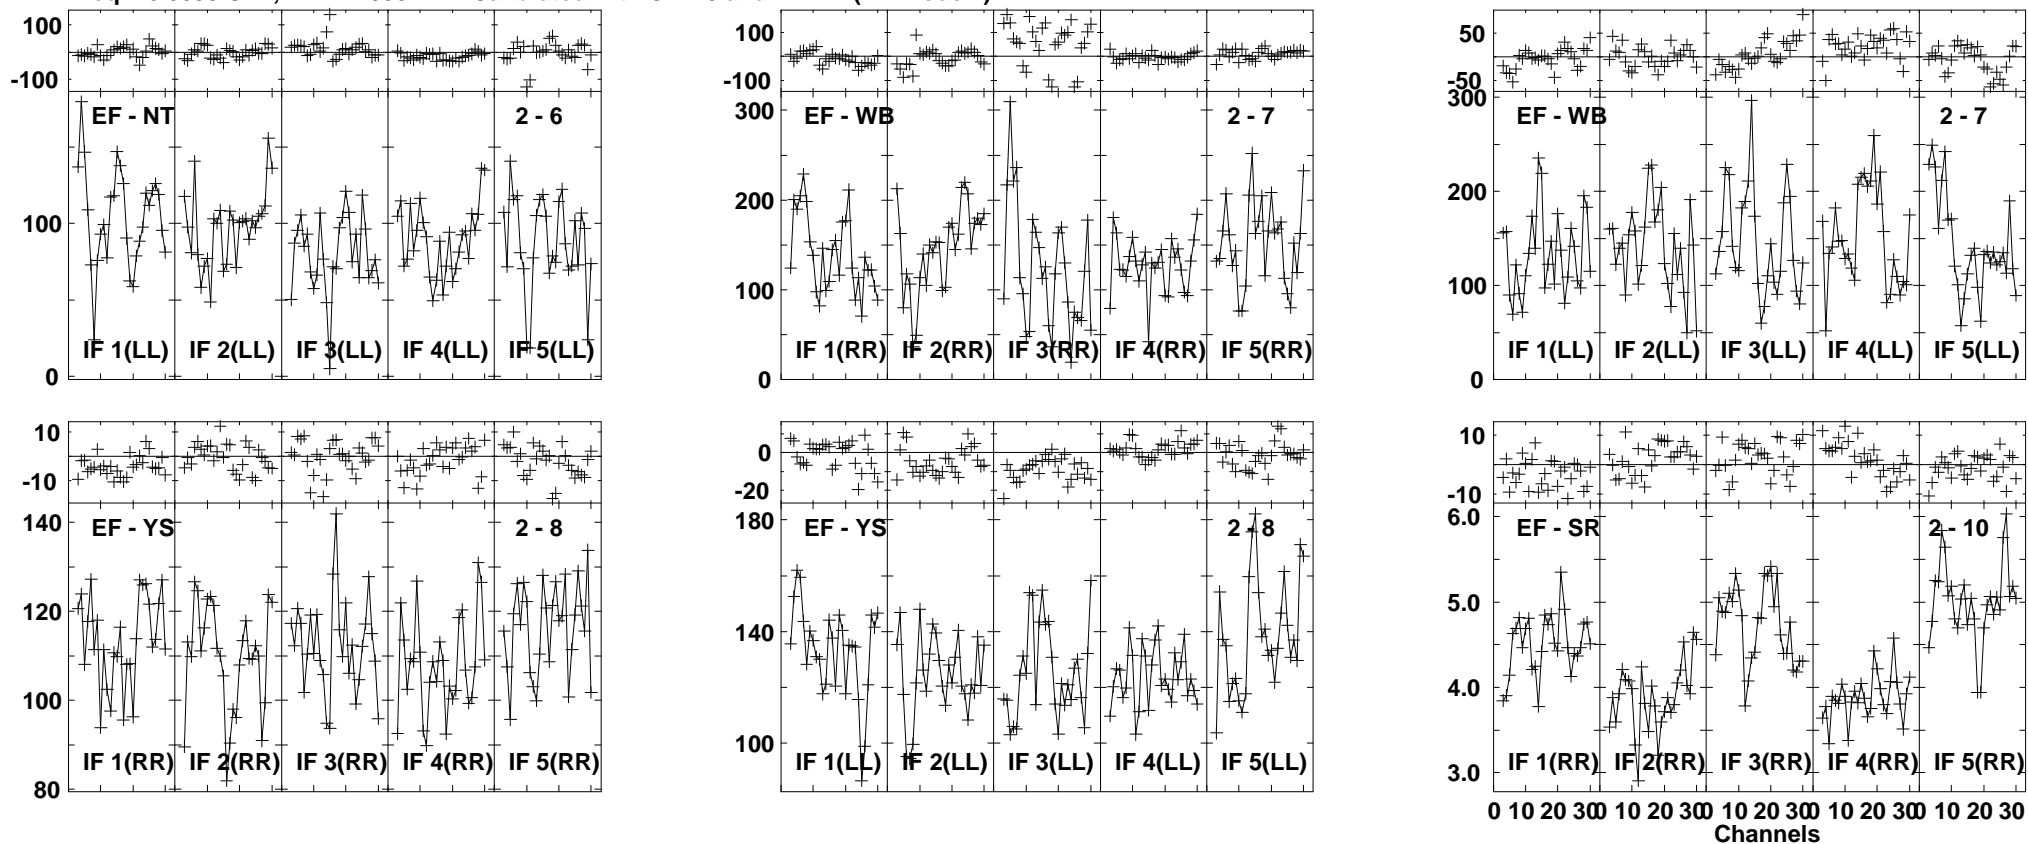 100
-100
EF - NT
2 - 6
100
0
IF 1(LL) IF 2(LL) IF 3(LL) IF 4(LL) IF 5(LL)
100
-100
300
EF - WB
2 - 7
200
100
0
IF 1(RR) IF 2(RR) IF 3(RR) IF 4(RR) IF 5(RR)
50
-50
300
EF - WB
2 - 7
200
100
0
IF 1(LL) IF 2(LL) IF 3(LL) IF 4(LL) IF 5(LL)
10
-10
140
EF - YS
2 - 8
120
100
80
IF 1(RR) IF 2(RR) IF 3(RR) IF 4(RR) IF 5(RR)
0
-20
180
EF - YS
2 - 8
140
100
IF 1(LL) IF 2(LL) IF 3(LL) IF 4(LL) IF 5(LL)
10
-10
6.0
EF - SR
2 - 10
5.0
4.0
3.0
IF 1(RR) IF 2(RR) IF 3(RR) IF 4(RR) IF 5(RR)
0 10 20 30 0 10 20 30 0 10 20 30 0 10 20 30 0 10 20 30
Channels